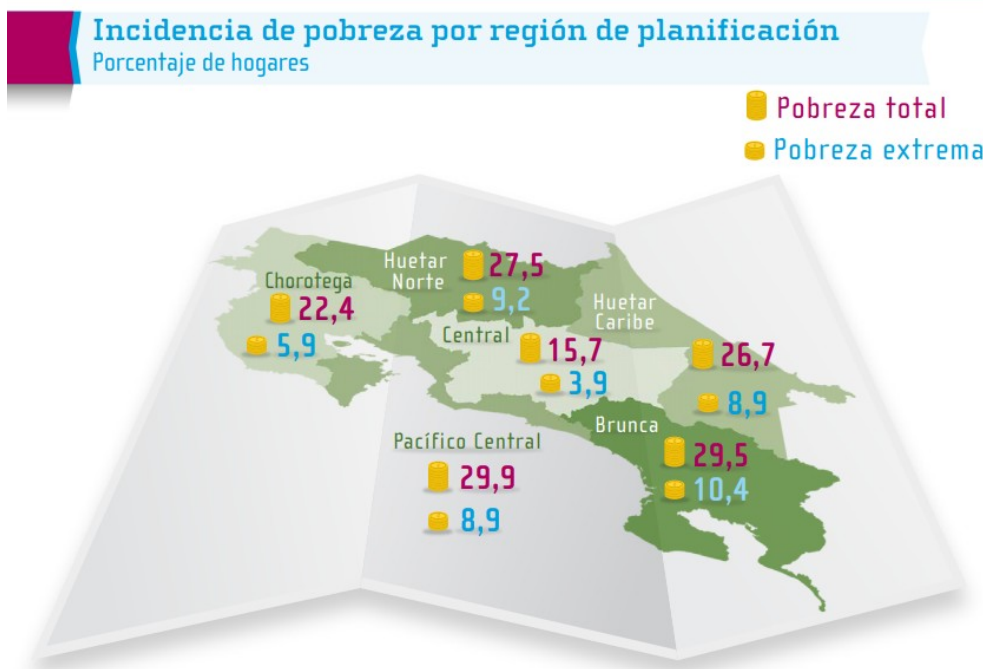 Incidencia de pobreza por región de planificación
Porcentaje de hogares
Pobreza total
Pobreza extrema
Chorotega
22,4
5,9
Huetar
Norte
27,5
9,2
Central
15,7
3,9
Huetar
Caribe
26,7
8,9
Pacífico Central
29,9
8,9
Brunca
29,5
10,4